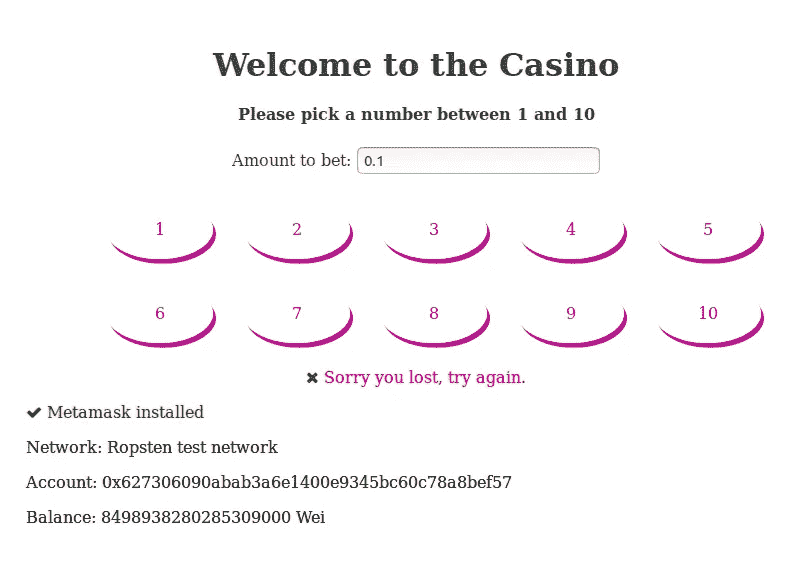 Welcome to the Casino
Please pick a number between 1 and 10
Amount to bet: 0.1
1 2 3 4 5
6 7 8 9 10
✖ Sorry you lost, try again.
✔ Metamask installed
Network: Ropsten test network
Account: 0x627306090abab3a6e1400e9345bc60c78a8bef57
Balance: 8498938280285309000 Wei